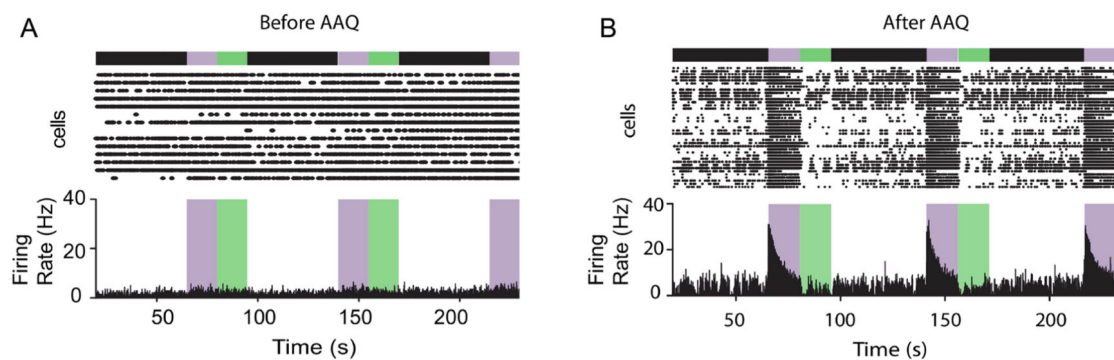 A
Before AAQ
cells
Firing
Rate (Hz)
40
20
0
50
100
150
200
Time (s)
B
After AAQ
cells
Firing
Rate (Hz)
40
20
0
50
100
150
200
Time (s)